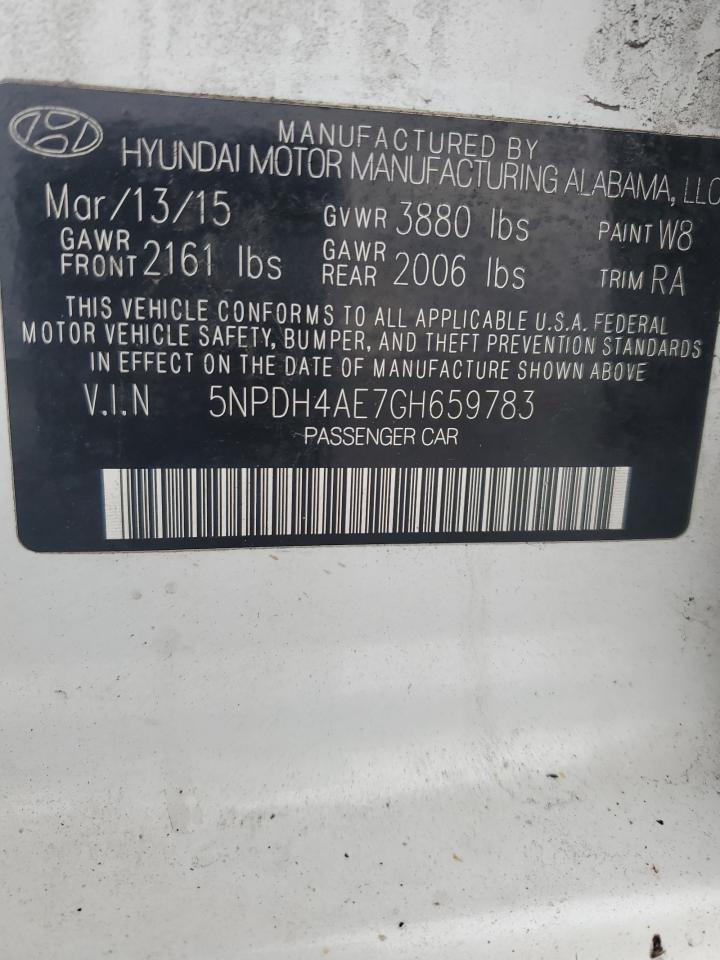 MANUFACTURED BY
HYUNDAI MOTOR MANUFACTURING ALABAMA, LLC
Mar/13/15 GVWR 3880 lbs PAINT W8
GAWR FRONT 2161 lbs GAWR REAR 2006 lbs TRIM RA
THIS VEHICLE CONFORMS TO ALL APPLICABLE U.S.A. FEDERAL
MOTOR VEHICLE SAFETY, BUMPER, AND THEFT PREVENTION STANDARDS
IN EFFECT ON THE DATE OF MANUFACTURE SHOWN ABOVE
V.I.N 5NPDH4AE7GH659783
PASSENGER CAR